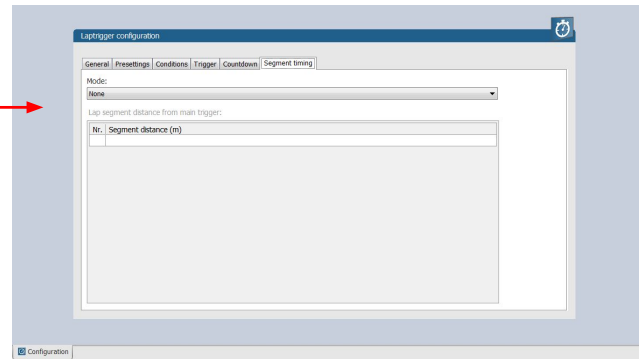 Laptrigger configuration
General Presettings Conditions Trigger Countdown Segment timing
Mode:
None
Lap segment distance from main trigger:
Nr. Segment distance (m)
Configuration